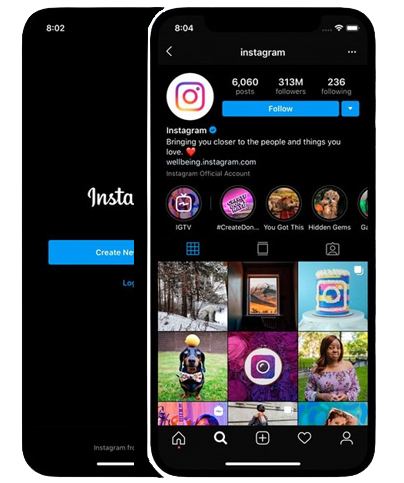 8:02
Insta
Create Ne
Log
Instagram fro
8:04
instagram
6,060 313M 236
posts followers following
Follow
Instagram
Bringing you closer to the people and things you
love. ❤️
wellbeing.instagram.com
Instagram Official Account
IGTV #CreateDon... You Got This Hidden Gems Ga